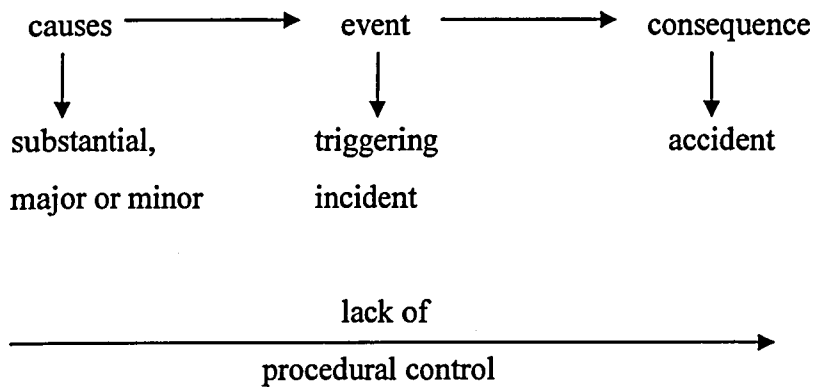 causes event consequence
substantial, triggering accident
major or minor incident
lack of
procedural control